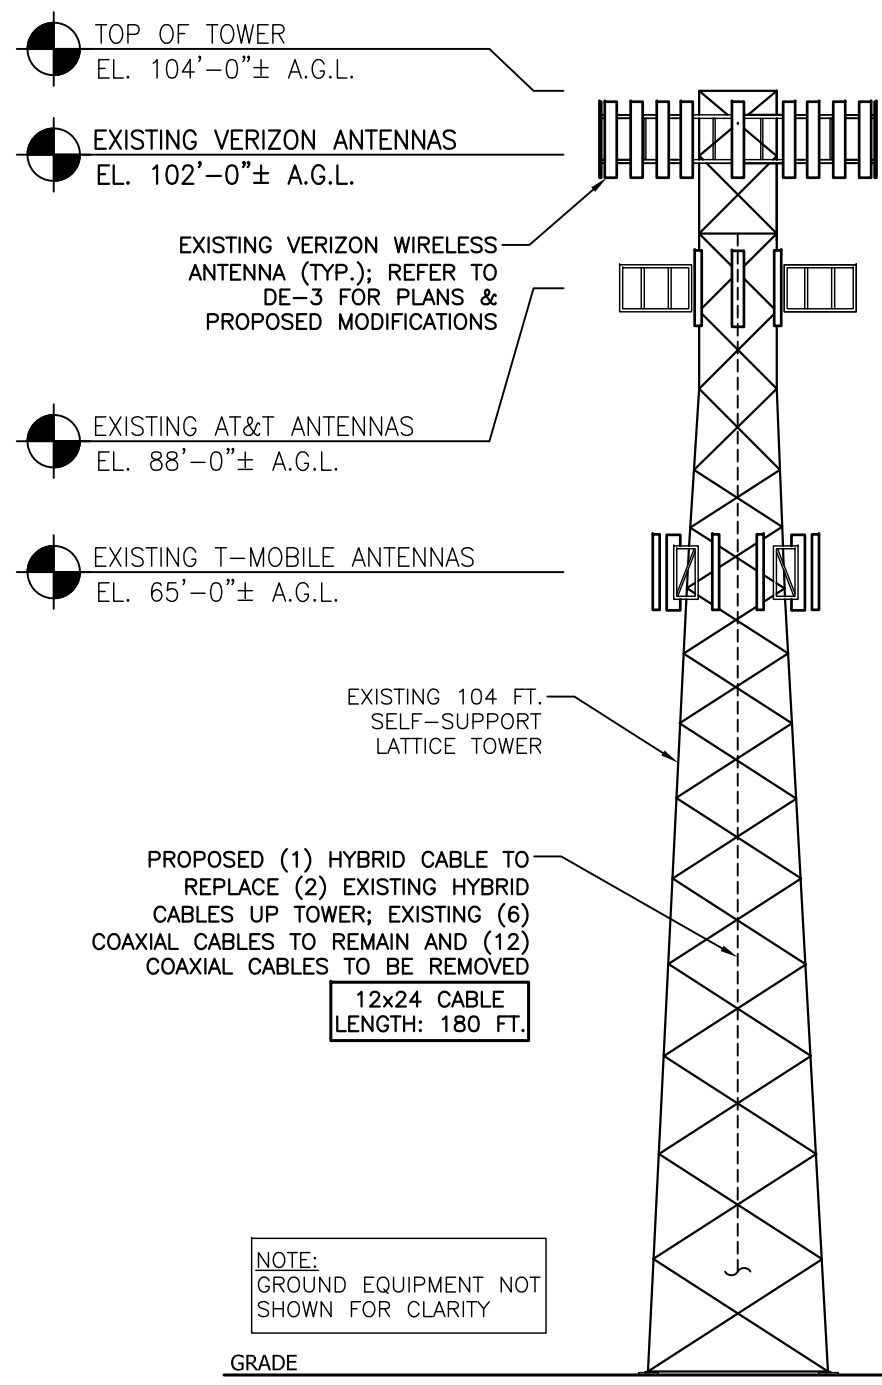 TOP OF TOWER
EL. 104'-0"± A.G.L.
EXISTING VERIZON ANTENNAS
EL. 102'-0"± A.G.L.
EXISTING VERIZON WIRELESS
ANTENNA (TYP.); REFER TO
DE-3 FOR PLANS &
PROPOSED MODIFICATIONS
EXISTING AT&T ANTENNAS
EL. 88'-0"± A.G.L.
EXISTING T-MOBILE ANTENNAS
EL. 65'-0"± A.G.L.
EXISTING 104 FT.
SELF-SUPPORT
LATTICE TOWER
PROPOSED (1) HYBRID CABLE TO
REPLACE (2) EXISTING HYBRID
CABLES UP TOWER; EXISTING (6)
COAXIAL CABLES TO REMAIN AND (12)
COAXIAL CABLES TO BE REMOVED
12x24 CABLE
LENGTH: 180 FT.
NOTE:
GROUND EQUIPMENT NOT
SHOWN FOR CLARITY
GRADE